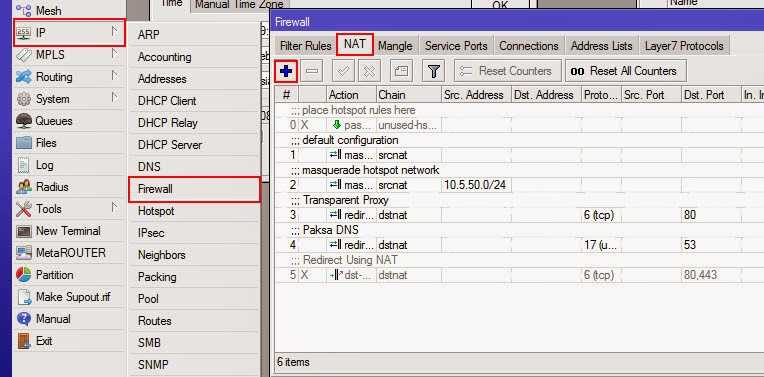 Time Manual Time Zone
OK
Name
Mesh
IP
MPLS
Routing
System
Queues
Files
Log
Radius
Tools
New Terminal
MetaROUTER
Partition
Make Supout.rif
Manual
Exit
ARP
Accounting
Addresses
DHCP Client
DHCP Relay
DHCP Server
DNS
Firewall
Hotspot
IPsec
Neighbors
Packing
Pool
Routes
SMB
SNMP
Firewall
Filter Rules NAT Mangle Service Ports Connections Address Lists Layer7 Protocols
Reset Counters 00 Reset All Counters
# Action Chain Src. Address Dst. Address Proto... Src. Port Dst. Port In. In
;;; place hotspot rules here
0 X pas... unused-hs...
;;; default configuration
1 mas... srcnat
;;; masquerade hotspot network
2 mas... srcnat 10.5.50.0/24
;;; Transparent Proxy
3 redir... dstnat 6 (tcp) 80
;;; Paksa DNS
4 redir... dstnat 17 (u... 53
;;; Redirect Using NAT
5 X dst-... dstnat 6 (tcp) 80,443
6 items